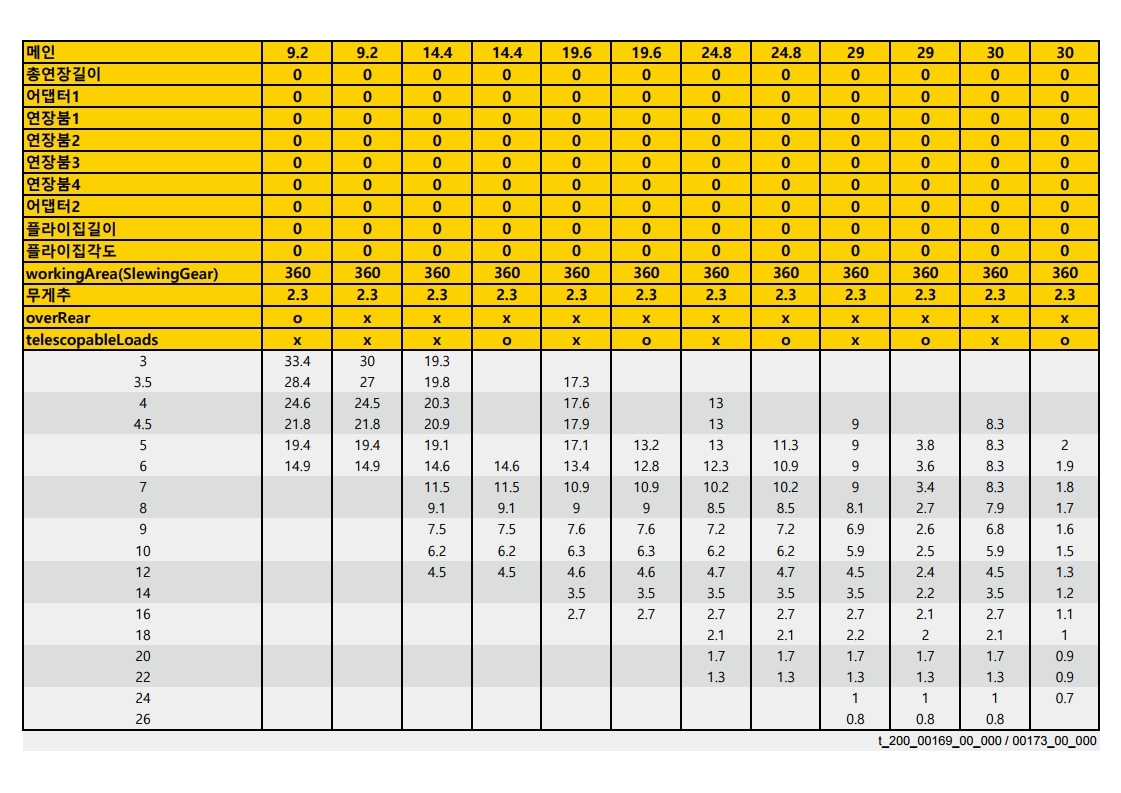 메인 9.2 9.2 14.4 14.4 19.6 19.6 24.8 24.8 29 29 30 30
총연장길이 0 0 0 0 0 0 0 0 0 0 0 0
어댑터1 0 0 0 0 0 0 0 0 0 0 0 0
연장붐1 0 0 0 0 0 0 0 0 0 0 0 0
연장붐2 0 0 0 0 0 0 0 0 0 0 0 0
연장붐3 0 0 0 0 0 0 0 0 0 0 0 0
연장붐4 0 0 0 0 0 0 0 0 0 0 0 0
어댑터2 0 0 0 0 0 0 0 0 0 0 0 0
플라이집길이 0 0 0 0 0 0 0 0 0 0 0 0
플라이집각도 0 0 0 0 0 0 0 0 0 0 0 0
workingArea(SlewingGear) 360 360 360 360 360 360 360 360 360 360 360 360
무게추 2.3 2.3 2.3 2.3 2.3 2.3 2.3 2.3 2.3 2.3 2.3 2.3
overRear o x x x x x x x x x x x
telescopableLoads x x x o x o x o x o x o
3 33.4 30 19.3
3.5 28.4 27 19.8 17.3
4 24.6 24.5 20.3 17.6 13
4.5 21.8 21.8 20.9 17.9 13 9 8.3
5 19.4 19.4 19.1 17.1 13.2 13 11.3 9 3.8 8.3 2
6 14.9 14.9 14.6 14.6 13.4 12.8 12.3 10.9 9 3.6 8.3 1.9
7 11.5 11.5 10.9 10.9 10.2 10.2 9 3.4 8.3 1.8
8 9.1 9.1 9 9 8.5 8.5 8.1 2.7 7.9 1.7
9 7.5 7.5 7.6 7.6 7.2 7.2 6.9 2.6 6.8 1.6
10 6.2 6.2 6.3 6.3 6.2 6.2 5.9 2.5 5.9 1.5
12 4.5 4.5 4.6 4.6 4.7 4.7 4.5 2.4 4.5 1.3
14 3.5 3.5 3.5 3.5 3.5 2.2 3.5 1.2
16 2.7 2.7 2.7 2.7 2.7 2.1 2.7 1.1
18 2.1 2.1 2.2 2 2.1 1
20 1.7 1.7 1.7 1.7 1.7 0.9
22 1.3 1.3 1.3 1.3 1.3 0.9
24 1 1 1 0.7
26 0.8 0.8 0.8
t_200_00169_00_000 / 00173_00_000